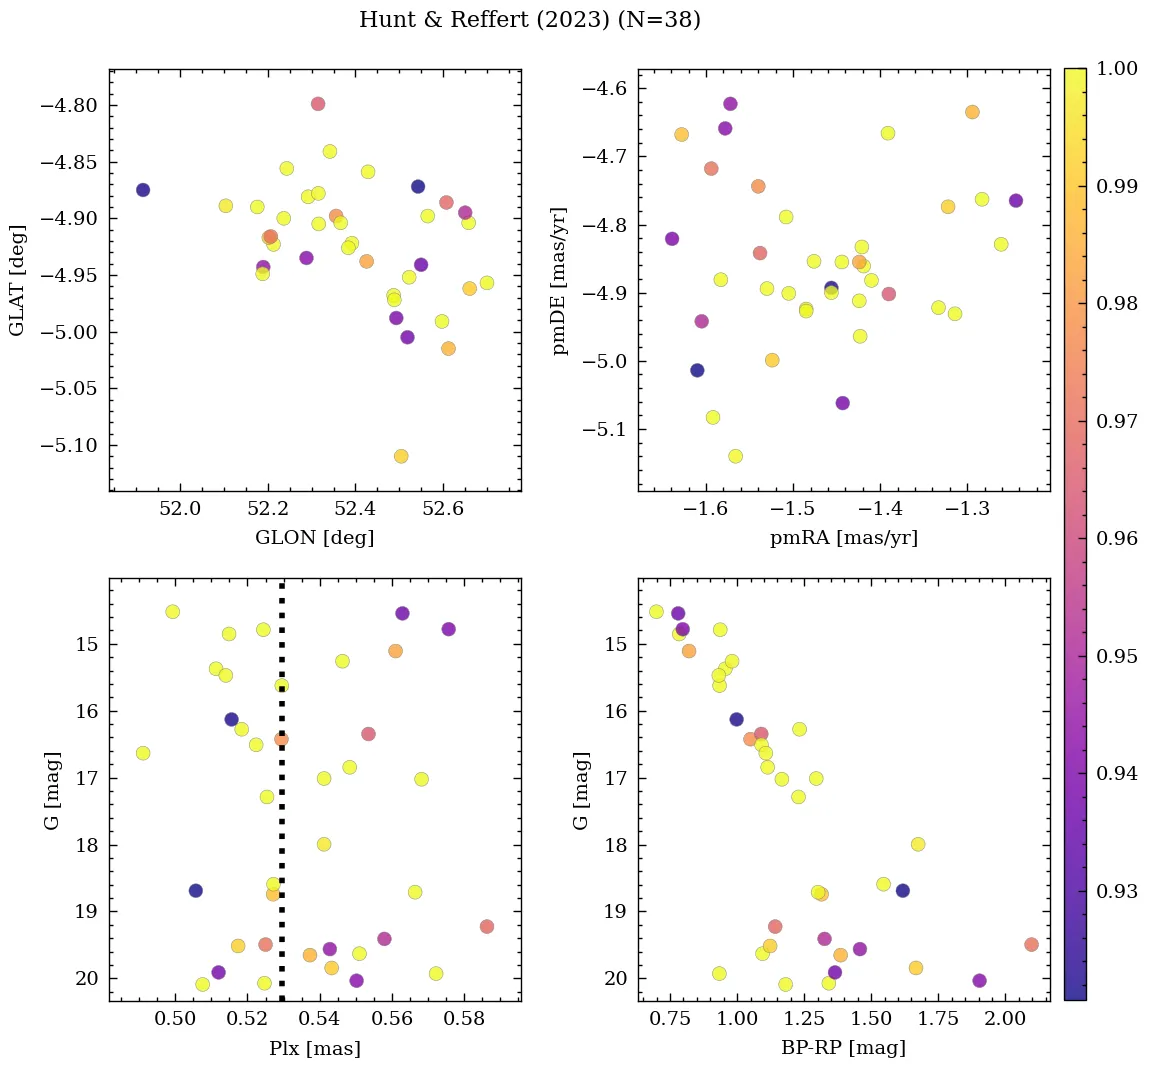 Hunt & Reffert (2023) (N=38)
−4.80
−4.85
−4.90
−4.95
−5.00
−5.05
−5.10
GLAT [deg]
52.0 52.2 52.4 52.6
GLON [deg]
−4.6
−4.7
−4.8
−4.9
−5.0
−5.1
pmDE [mas/yr]
−1.6 −1.5 −1.4 −1.3
pmRA [mas/yr]
15
16
17
18
19
20
G [mag]
0.50 0.52 0.54 0.56 0.58
Plx [mas]
15
16
17
18
19
20
G [mag]
0.75 1.00 1.25 1.50 1.75 2.00
BP-RP [mag]
1.00
0.99
0.98
0.97
0.96
0.95
0.94
0.93